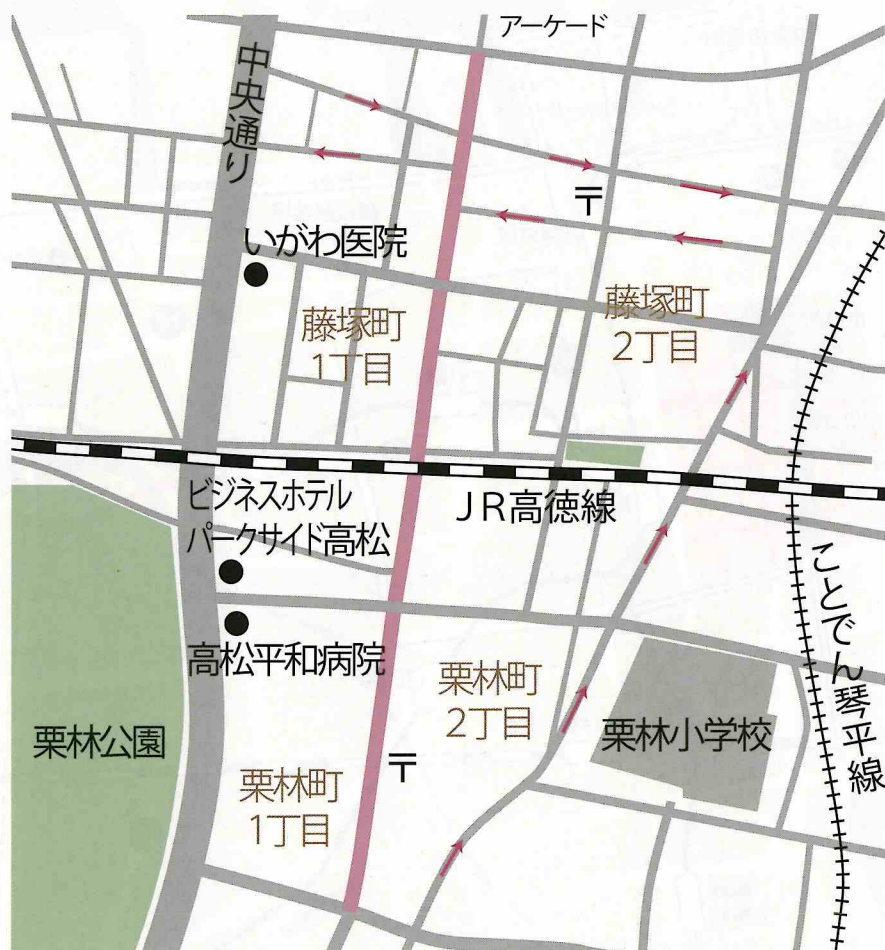 アーケード
中央通り
〒
いがわ医院
藤塚町
1丁目
藤塚町
2丁目
ビジネスホテル
パークサイド高松
JR高徳線
ことでん琴平線
高松平和病院
栗林町
2丁目
栗林公園
栗林小学校
〒
栗林町
1丁目